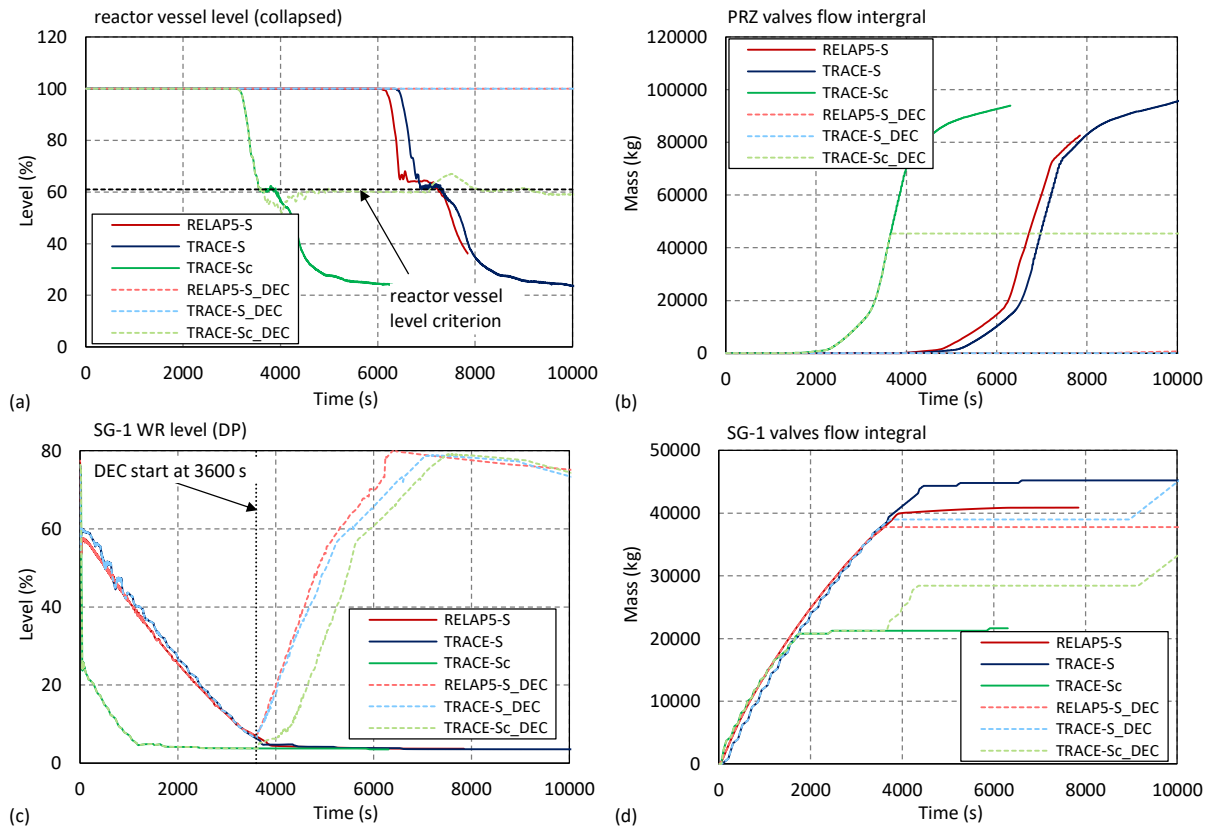 reactor vessel level (collapsed)
120
100
80
60
40
20
0
Level (%)
RELAP5-S
TRACE-S
TRACE-Sc
RELAP5-S_DEC
TRACE-S_DEC
TRACE-Sc_DEC
reactor vessel
level criterion
0 2000 4000 6000 8000 10000
Time (s)
(a)
PRZ valves flow intergral
120000
100000
80000
60000
40000
20000
0
Mass (kg)
RELAP5-S
TRACE-S
TRACE-Sc
RELAP5-S_DEC
TRACE-S_DEC
TRACE-Sc_DEC
0 2000 4000 6000 8000 10000
Time (s)
(b)
SG-1 WR level (DP)
80
60
40
20
0
Level (%)
DEC start at 3600 s
RELAP5-S
TRACE-S
TRACE-Sc
RELAP5-S_DEC
TRACE-S_DEC
TRACE-Sc_DEC
0 2000 4000 6000 8000 10000
Time (s)
(c)
SG-1 valves flow integral
50000
40000
30000
20000
10000
0
Mass (kg)
RELAP5-S
TRACE-S
TRACE-Sc
RELAP5-S_DEC
TRACE-S_DEC
TRACE-Sc_DEC
0 2000 4000 6000 8000 10000
Time (s)
(d)